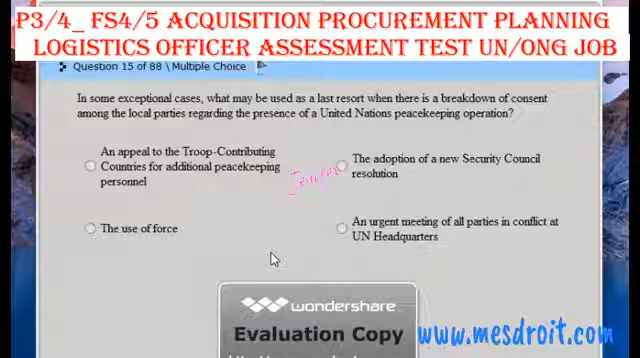 P3/4_ FS4/5 ACQUISITION PROCUREMENT PLANNING
LOGISTICS OFFICER ASSESSMENT TEST UN/ONG JOB
Question 15 of 88 \ Multiple Choice
In some exceptional cases, what may be used as a last resort when there is a breakdown of consent
among the local parties regarding the presence of a United Nations peacekeeping operation?
An appeal to the Troop-Contributing
Countries for additional peacekeeping
personnel
The adoption of a new Security Council
resolution
The use of force
An urgent meeting of all parties in conflict at
UN Headquarters
wondershare
Evaluation Copy
www.mesdroit.com